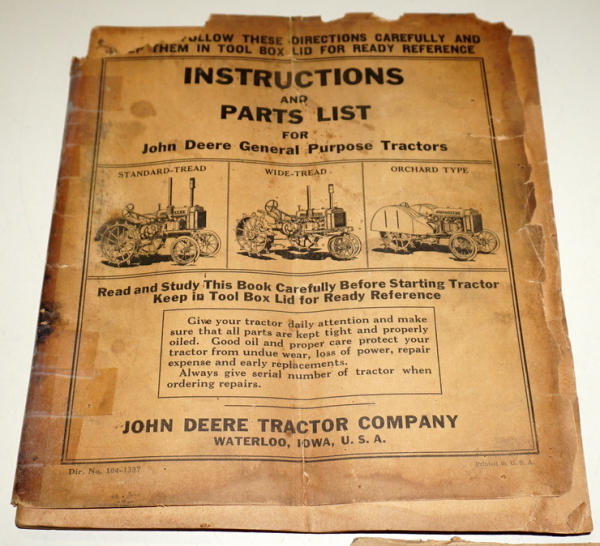 FOLLOW THESE DIRECTIONS CAREFULLY AND
THEM IN TOOL BOX LID FOR READY REFERENCE
INSTRUCTIONS
AND
PARTS LIST
FOR
John Deere General Purpose Tractors
STANDARD-TREAD
WIDE-TREAD
ORCHARD TYPE
Read and Study This Book Carefully Before Starting Tractor
Keep in Tool Box Lid for Ready Reference
Give your tractor daily attention and make
sure that all parts are kept tight and properly
oiled. Good oil and proper care protect your
tractor from undue wear, loss of power, repair
expense and early replacements.
Always give serial number of tractor when
ordering repairs.
JOHN DEERE TRACTOR COMPANY
WATERLOO, IOWA, U. S. A.
Dir. No. 104-1337
Printed in U. S. A.